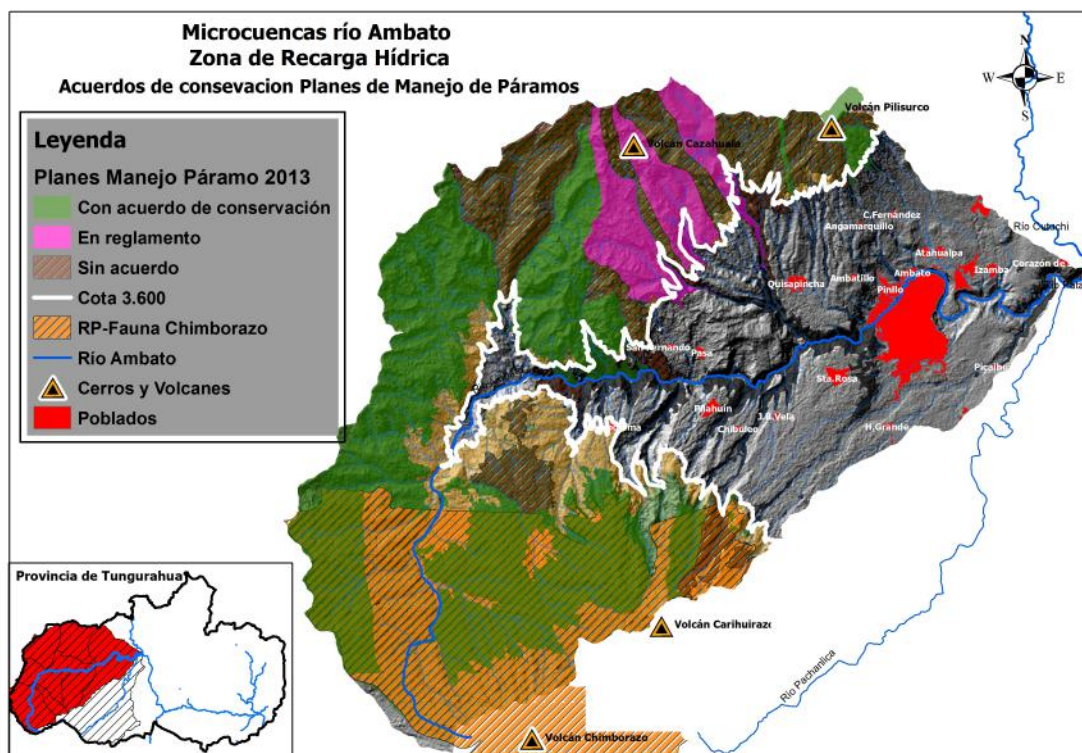 Microcuencas río Ambato
Zona de Recarga Hídrica
Acuerdos de consevacion Planes de Manejo de Páramos
N
W
E
S
Leyenda
Planes Manejo Páramo 2013
Con acuerdo de conservación
En reglamento
Sin acuerdo
Cota 3.600
RP-Fauna Chimborazo
Río Ambato
Cerros y Volcanes
Poblados
Volcán Pilisurco
Volcán Cazahuala
C.Fernández
Angamarquillo
Río Cutuchi
Atahualpa
Corazón de
Izamba
Ambato
Ambatillo
Quisapincha
Pinllo
San Fernando
Pasa
Sta.Rosa
Pilahuin
J.B.Vela
Chibuleo
H.Grande
Provincia de Tungurahua
Volcán Carihuirazo
Río Pachanlica
Volcán Chimborazo